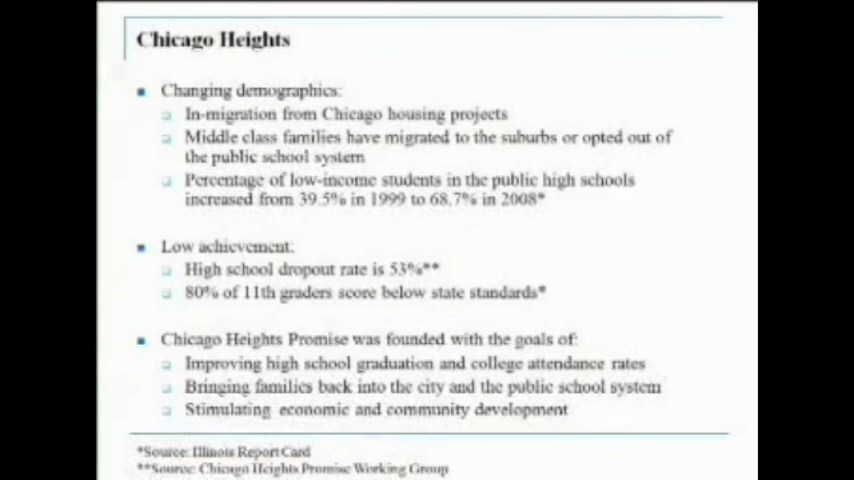 Chicago Heights
Changing demographics:
In-migration from Chicago housing projects
Middle class families have migrated to the suburbs or opted out of
the public school system
Percentage of low-income students in the public high schools
increased from 39.5% in 1999 to 68.7% in 2008*
Low achievement:
High school dropout rate is 53%**
80% of 11th graders score below state standards*
Chicago Heights Promise was founded with the goals of:
Improving high school graduation and college attendance rates
Bringing families back into the city and the public school system
Stimulating economic and community development
*Source: Illinois Report Card
**Source: Chicago Heights Promise Working Group